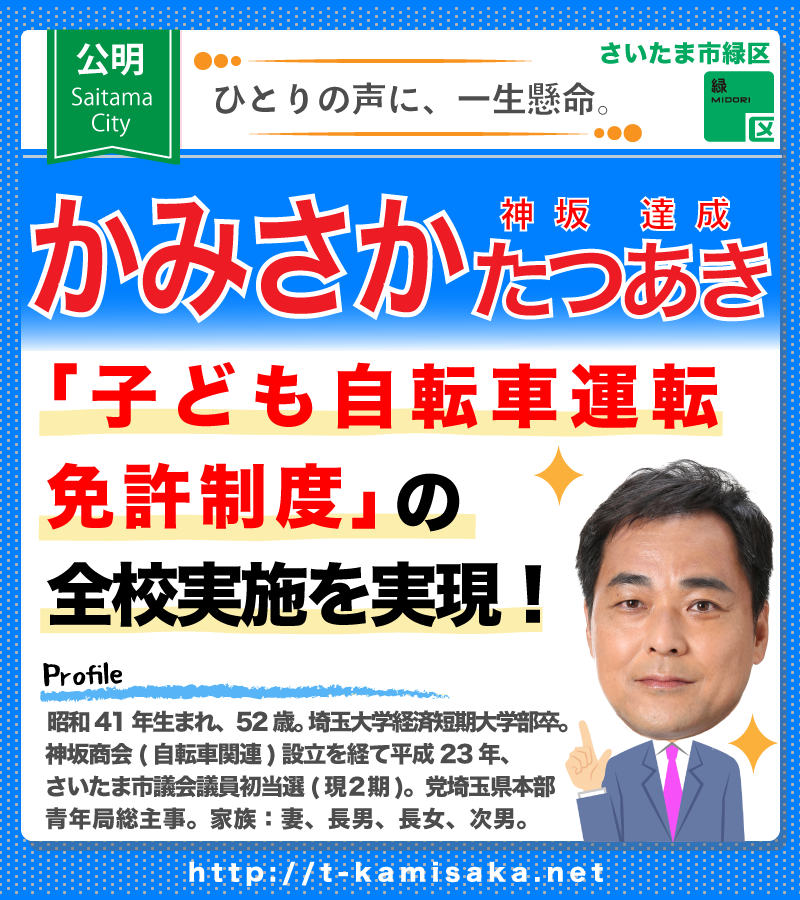 公明
Saitama
City
ひとりの声に、一生懸命。
さいたま市緑区
緑
MIDORI
区
神坂 達成
かみさかたつあき
「子ども自転車運転
免許制度」の
全校実施を実現！
Profile
昭和41年生まれ、52歳。埼玉大学経済短期大学部卒。
神坂商会(自転車関連)設立を経て平成23年、
さいたま市議会議員初当選(現2期)。党埼玉県本部
青年局総主事。家族：妻、長男、長女、次男。
http://t-kamisaka.net